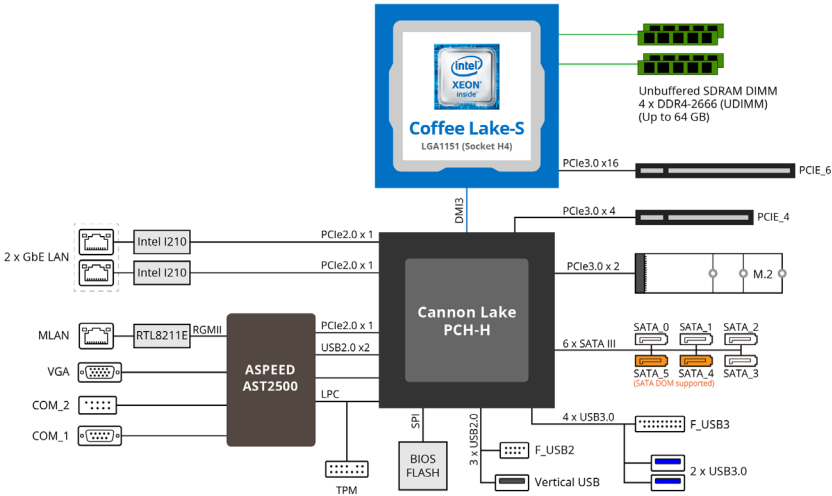 intel
XEON
inside
Coffee Lake-S
LGA1151 (Socket H4)
Unbuffered SDRAM DIMM
4 x DDR4-2666 (UDIMM)
(Up to 64 GB)
PCIe3.0 x16
PCIE_6
DMI3
PCIe3.0 x 4
PCIE_4
2 x GbE LAN
Intel I210
PCIe2.0 x 1
Intel I210
PCIe2.0 x 1
PCIe3.0 x 2
M.2
Cannon Lake
PCH-H
MLAN
RTL8211E
RGMII
PCIe2.0 x 1
USB2.0 x2
6 x SATA III
SATA_0
SATA_1
SATA_2
SATA_5
SATA_4
SATA_3
(SATA DOM supported)
VGA
ASPEED
AST2500
LPC
COM_2
COM_1
TPM
SPI
BIOS
FLASH
3 x USB2.0
F_USB2
Vertical USB
4 x USB3.0
F_USB3
2 x USB3.0